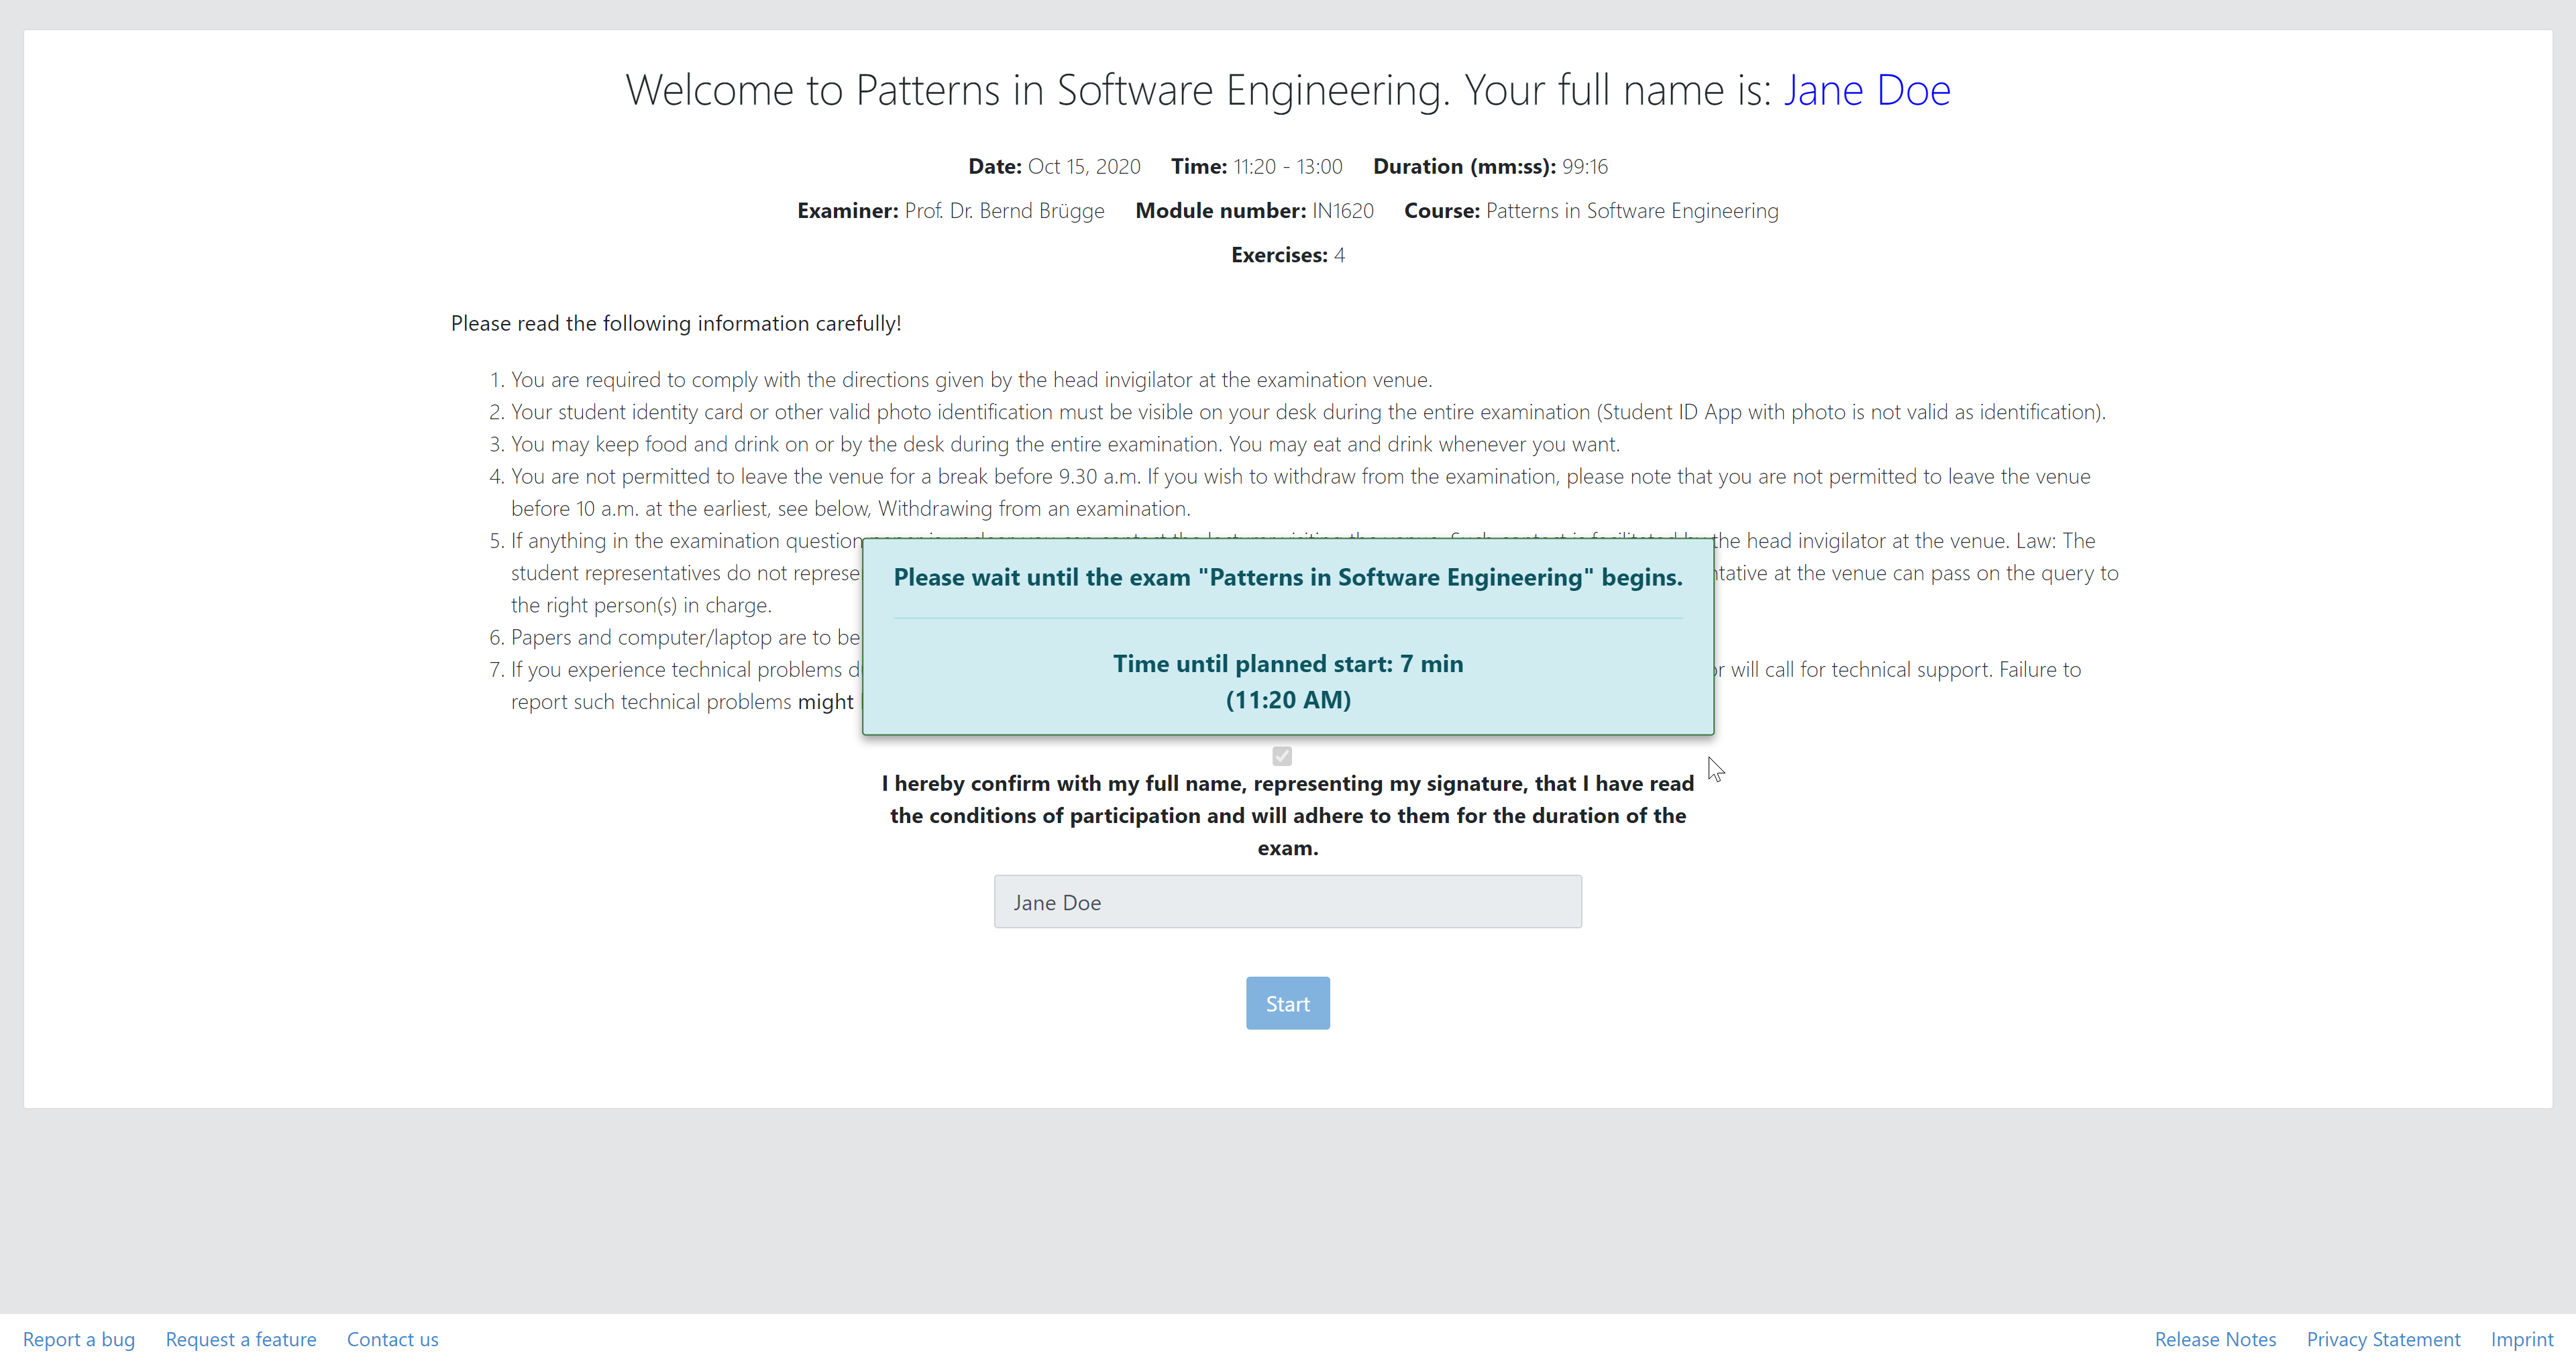 Welcome to Patterns in Software Engineering. Your full name is: Jane Doe
Date: Oct 15, 2020 Time: 11:20 - 13:00 Duration (mm:ss): 99:16
Examiner: Prof. Dr. Bernd Brügge Module number: IN1620 Course: Patterns in Software Engineering
Exercises: 4
Please read the following information carefully!
1. You are required to comply with the directions given by the head invigilator at the examination venue.
2. Your student identity card or other valid photo identification must be visible on your desk during the entire examination (Student ID App with photo is not valid as identification).
3. You may keep food and drink on or by the desk during the entire examination. You may eat and drink whenever you want.
4. You are not permitted to leave the venue for a break before 9.30 a.m. If you wish to withdraw from the examination, please note that you are not permitted to leave the venue
before 10 a.m. at the earliest, see below, Withdrawing from an examination.
5. If anything in the examination question the head invigilator at the venue. Law: The
student representatives do not at the venue can pass on the query to
the right person(s) in charge.
6. Papers and computer/laptop are to be
7. If you experience technical problems will call for technical support. Failure to
report such technical problems might
Please wait until the exam "Patterns in Software Engineering" begins.
Time until planned start: 7 min
(11:20 AM)
I hereby confirm with my full name, representing my signature, that I have read
the conditions of participation and will adhere to them for the duration of the
exam.
Jane Doe
Start
Report a bug Request a feature Contact us Release Notes Privacy Statement Imprint